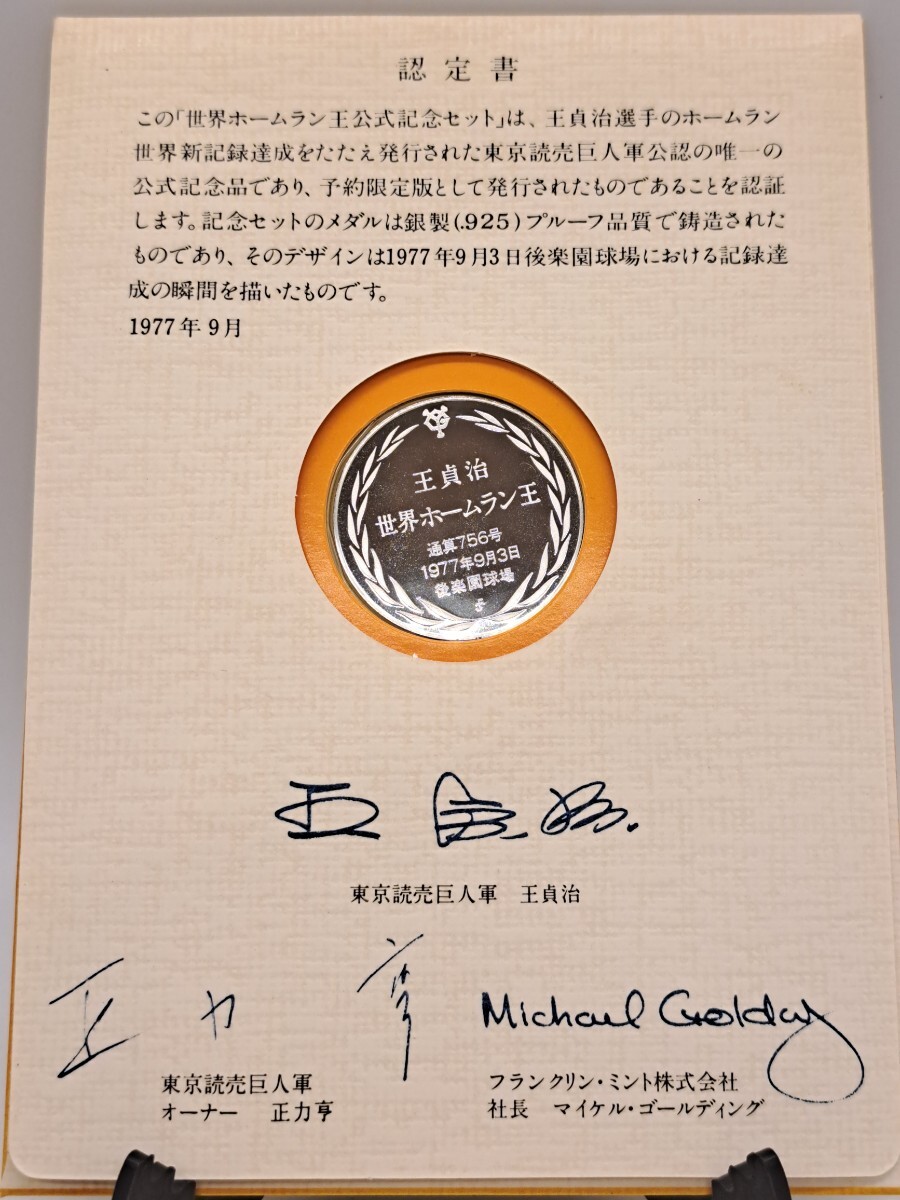 認定書
この「世界ホームラン王公式記念セット」は、王貞治選手のホームラン
世界新記録達成をたたえ発行された東京読売巨人軍公認の唯一の
公式記念品であり、予約限定版として発行されたものであることを認証
します。記念セットのメダルは銀製(.925)プルーフ品質で鋳造された
ものであり、そのデザインは1977年9月3日後楽園球場における記録達
成の瞬間を描いたものです。
1977年9月
王貞治
世界ホームラン王
通算756号
1977年9月3日
後楽園球場
王貞治
東京読売巨人軍 王貞治
正力亨
Michael
東京読売巨人軍
オーナー 正力亨
フランクリン・ミント株式会社
社長 マイケル・ゴールディング